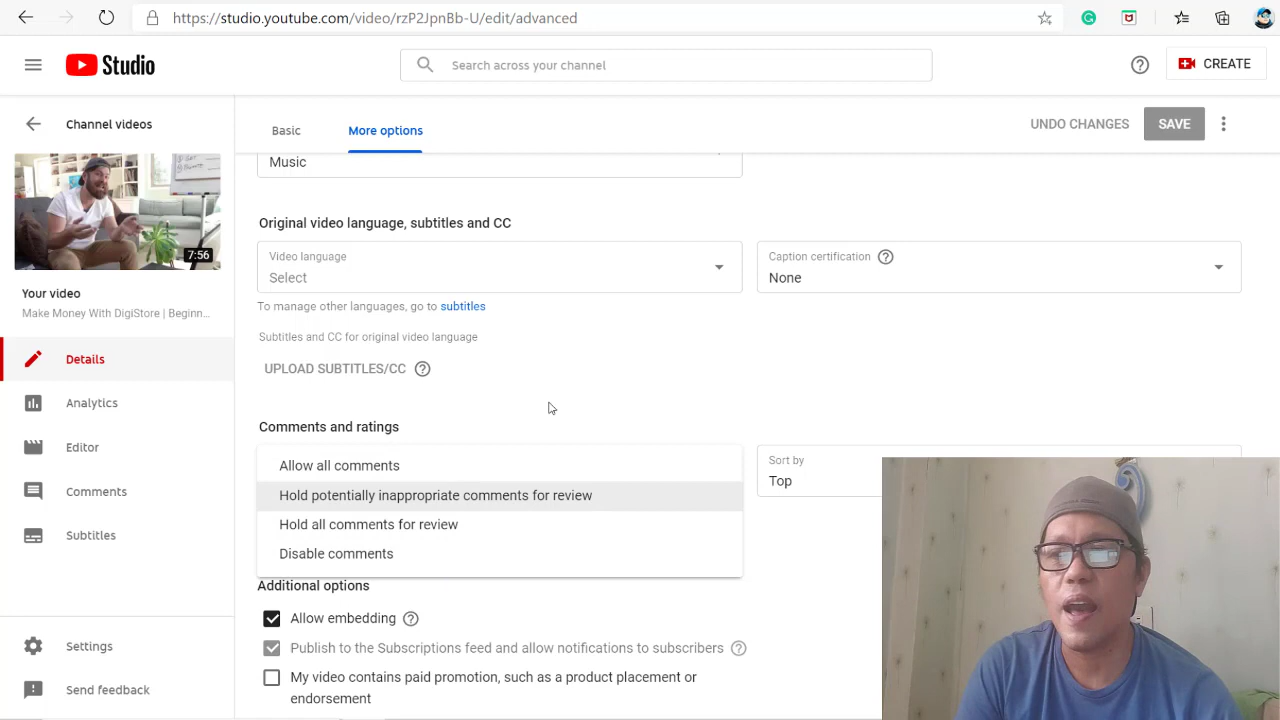 https://studio.youtube.com/video/rzP2JpnBb-U/edit/advanced
Studio
Search across your channel
CREATE
Channel videos
Basic
More options
UNDO CHANGES
SAVE
Music
7:56
Your video
Make Money With DigiStore | Beginn...
Details
Analytics
Editor
Comments
Subtitles
Settings
Send feedback
Original video language, subtitles and CC
Video language
Select
Caption certification
None
To manage other languages, go to subtitles
Subtitles and CC for original video language
UPLOAD SUBTITLES/CC
Comments and ratings
Allow all comments
Hold potentially inappropriate comments for review
Hold all comments for review
Disable comments
Sort by
Top
Additional options
Allow embedding
Publish to the Subscriptions feed and allow notifications to subscribers
My video contains paid promotion, such as a product placement or
endorsement